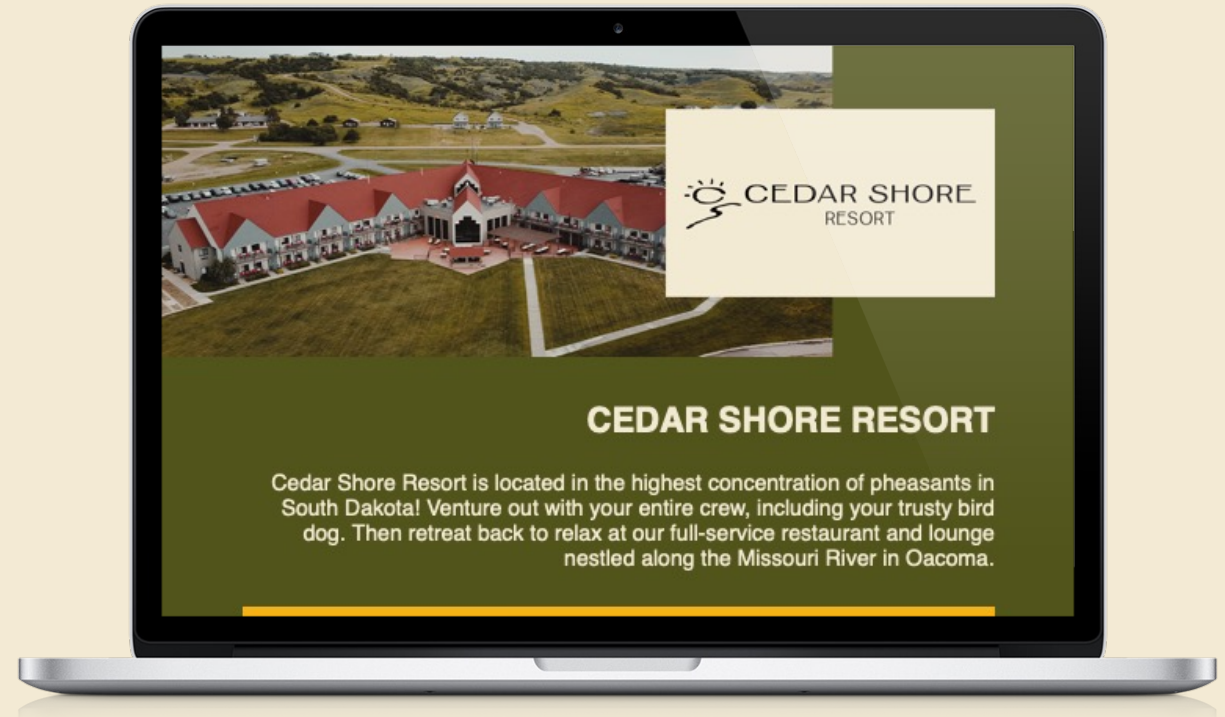 CEDAR SHORE
RESORT
CEDAR SHORE RESORT
Cedar Shore Resort is located in the highest concentration of pheasants in
South Dakota! Venture out with your entire crew, including your trusty bird
dog. Then retreat back to relax at our full-service restaurant and lounge
nestled along the Missouri River in Oacoma.